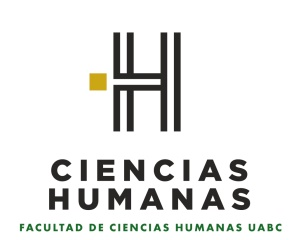 CIENCIAS
HUMANAS
FACULTAD DE CIENCIAS HUMANAS UABC